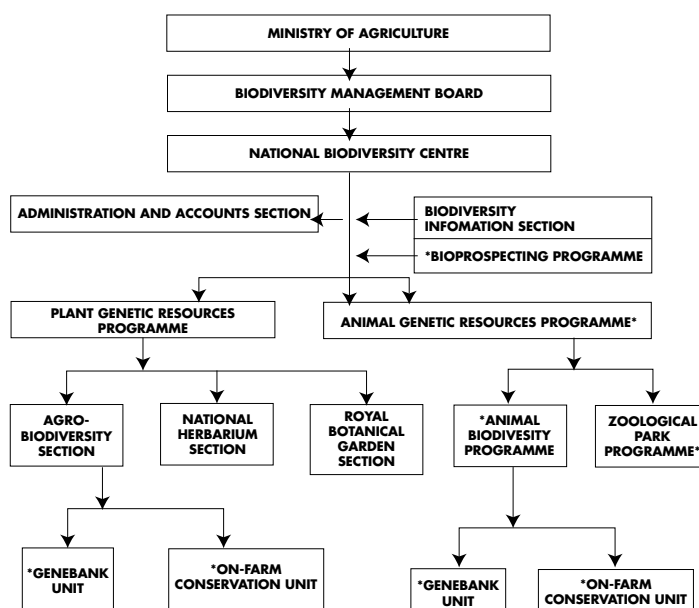 MINISTRY OF AGRICULTURE
BIODIVERSITY MANAGEMENT BOARD
NATIONAL BIODIVERSITY CENTRE
ADMINISTRATION AND ACCOUNTS SECTION
BIODIVERSITY
INFOMATION SECTION
*BIOPROSPECTING PROGRAMME
PLANT GENETIC RESOURCES
PROGRAMME
ANIMAL GENETIC RESOURCES PROGRAMME*
AGRO-
BIODIVERSITY
SECTION
NATIONAL
HERBARIUM
SECTION
ROYAL
BOTANICAL
GARDEN
SECTION
*ANIMAL
BIODIVESITY
PROGRAMME
ZOOLOGICAL
PARK
PROGRAMME*
*GENEBANK
UNIT
*ON-FARM
CONSERVATION UNIT
*GENEBANK
UNIT
*ON-FARM
CONSERVATION UNIT